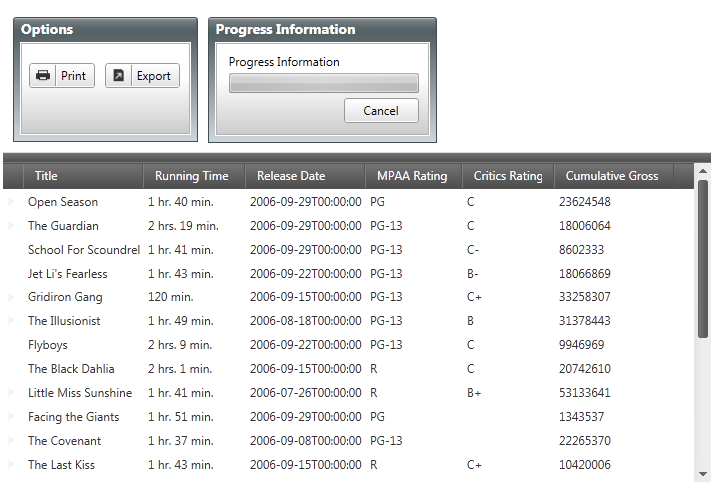 Options
Print Export
Progress Information
Progress Information
Cancel
Title Running Time Release Date MPAA Rating Critics Rating Cumulative Gross
Open Season 1 hr. 40 min. 2006-09-29T00:00:00 PG C 23624548
The Guardian 2 hrs. 19 min. 2006-09-29T00:00:00 PG-13 C 18006064
School For Scoundrel 1 hr. 41 min. 2006-09-29T00:00:00 PG-13 C- 8602333
Jet Li's Fearless 1 hr. 43 min. 2006-09-22T00:00:00 PG-13 B- 18066869
Gridiron Gang 120 min. 2006-09-15T00:00:00 PG-13 C+ 33258307
The Illusionist 1 hr. 49 min. 2006-08-18T00:00:00 PG-13 B 31378443
Flyboys 2 hrs. 9 min. 2006-09-22T00:00:00 PG-13 C 9946969
The Black Dahlia 2 hrs. 1 min. 2006-09-15T00:00:00 R C 20742610
Little Miss Sunshine 1 hr. 41 min. 2006-07-26T00:00:00 R B+ 53133641
Facing the Giants 1 hr. 51 min. 2006-09-29T00:00:00 PG 1343537
The Covenant 1 hr. 37 min. 2006-09-08T00:00:00 PG-13 22265370
The Last Kiss 1 hr. 43 min. 2006-09-15T00:00:00 R C+ 10420006